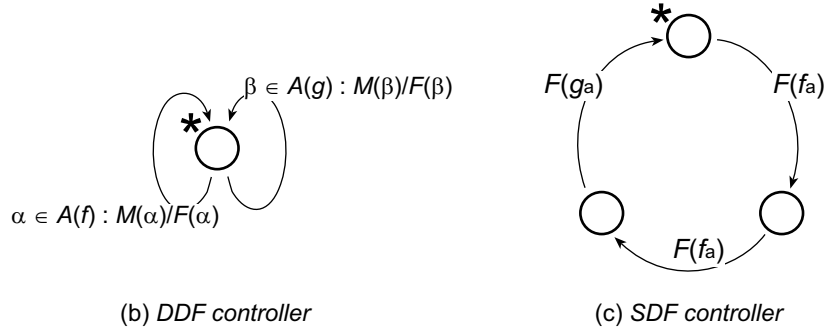 *
β ∈ A(g) : M(β)/F(β)
α ∈ A(f) : M(α)/F(α)
(b) DDF controller
*
F(ga)
F(fa)
F(fa)
(c) SDF controller